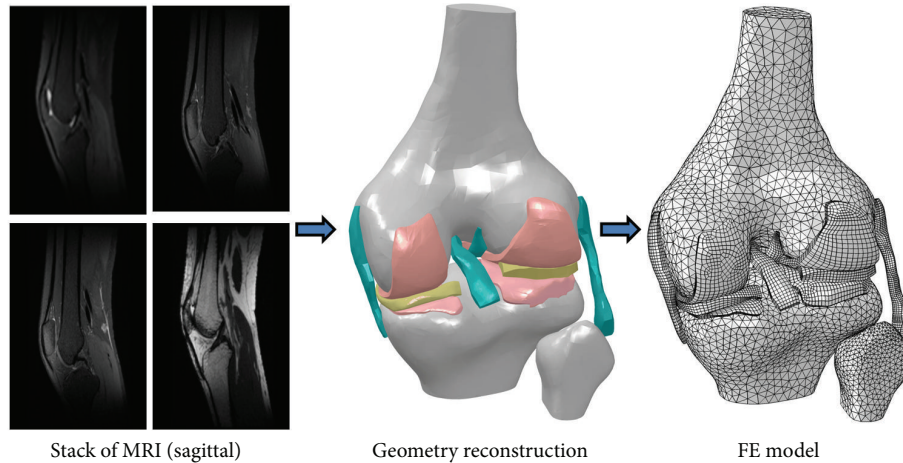 Stack of MRI (sagittal)
Geometry reconstruction
FE model